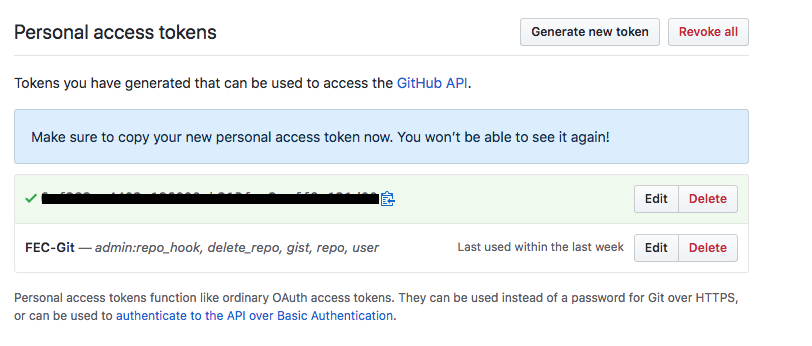 Personal access tokens
Generate new token
Revoke all
Tokens you have generated that can be used to access the GitHub API.
Make sure to copy your new personal access token now. You won't be able to see it again!
Edit
Delete
FEC-Git — admin:repo_hook, delete_repo, gist, repo, user
Last used within the last week
Edit
Delete
Personal access tokens function like ordinary OAuth access tokens. They can be used instead of a password for Git over HTTPS,
or can be used to authenticate to the API over Basic Authentication.